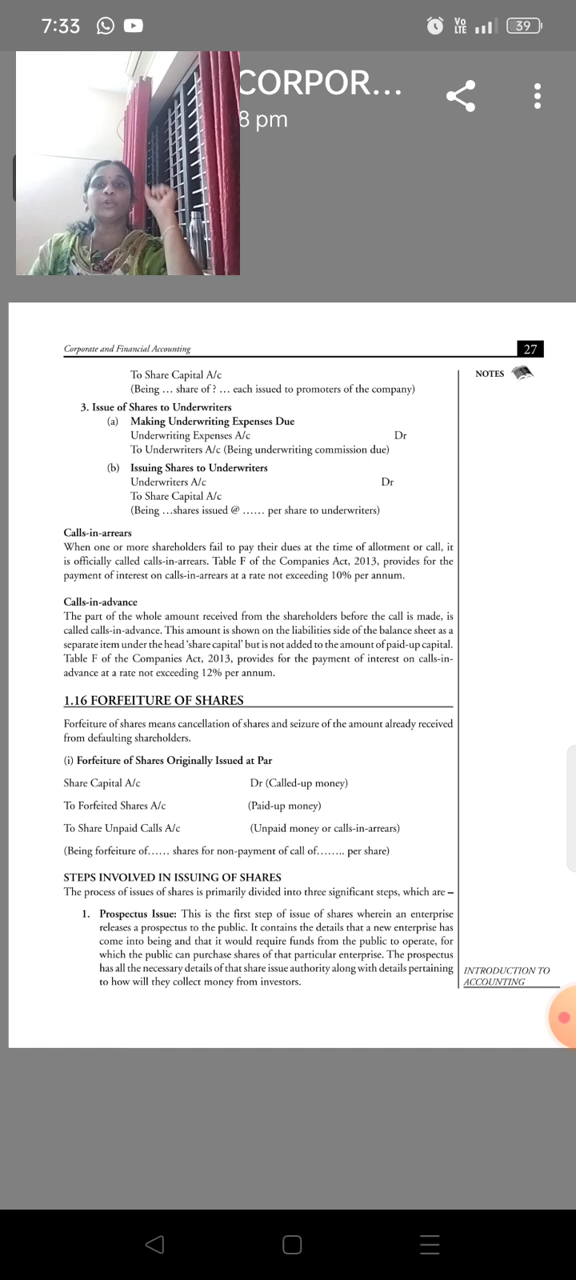 7:33
Vo
LTE
39
CORPOR...
8 pm
Corporate and Financial Accounting
27
To Share Capital A/c
(Being ... share of ? ... each issued to promoters of the company)
NOTES
3. Issue of Shares to Underwriters
(a) Making Underwriting Expenses Due
Underwriting Expenses A/c Dr
To Underwriters A/c (Being underwriting commission due)
(b) Issuing Shares to Underwriters
Underwriters A/c Dr
To Share Capital A/c
(Being ...shares issued @ ...... per share to underwriters)
Calls-in-arrears
When one or more shareholders fail to pay their dues at the time of allotment or call, it
is officially called calls-in-arrears. Table F of the Companies Act, 2013, provides for the
payment of interest on calls-in-arrears at a rate not exceeding 10% per annum.
Calls-in-advance
The part of the whole amount received from the shareholders before the call is made, is
called calls-in-advance. This amount is shown on the liabilities side of the balance sheet as a
separate item under the head ‘share capital’ but is not added to the amount of paid-up capital.
Table F of the Companies Act, 2013, provides for the payment of interest on calls-in-
advance at a rate not exceeding 12% per annum.
1.16 FORFEITURE OF SHARES
Forfeiture of shares means cancellation of shares and seizure of the amount already received
from defaulting shareholders.
(i) Forfeiture of Shares Originally Issued at Par
Share Capital A/c Dr (Called-up money)
To Forfeited Shares A/c (Paid-up money)
To Share Unpaid Calls A/c (Unpaid money or calls-in-arrears)
(Being forfeiture of...... shares for non-payment of call of........ per share)
STEPS INVOLVED IN ISSUING OF SHARES
The process of issues of shares is primarily divided into three significant steps, which are –
1. Prospectus Issue: This is the first step of issue of shares wherein an enterprise
releases a prospectus to the public. It contains the details that a new enterprise has
come into being and that it would require funds from the public to operate, for
which the public can purchase shares of that particular enterprise. The prospectus
has all the necessary details of that share issue authority along with details pertaining
to how will they collect money from investors.
INTRODUCTION TO
ACCOUNTING